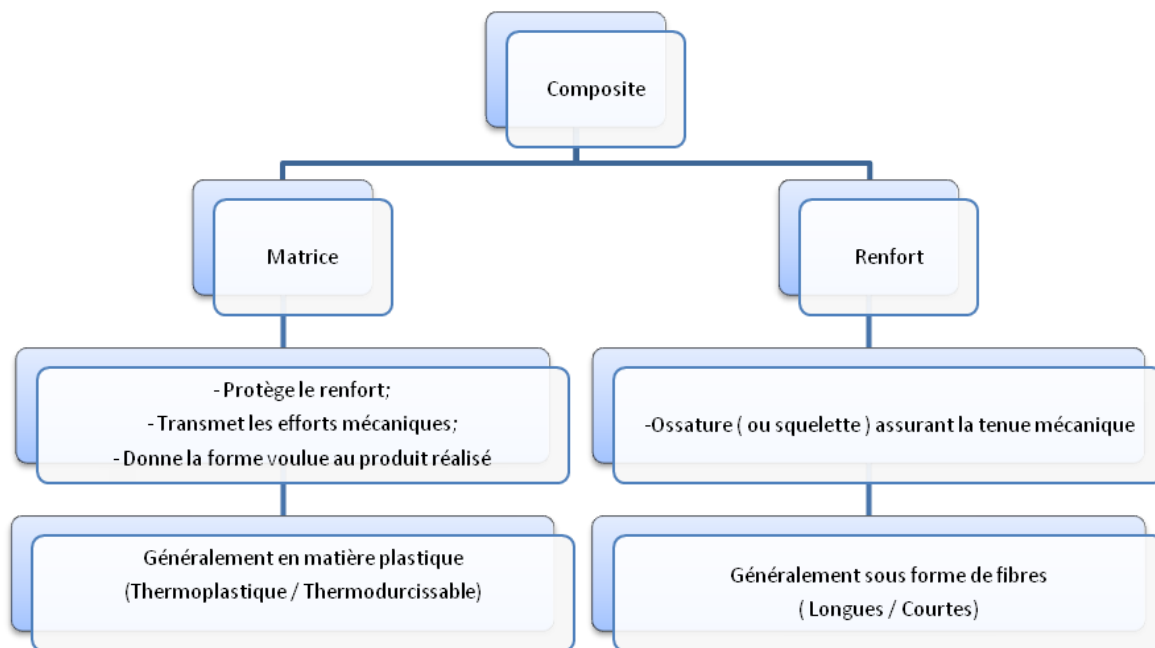 Composite
Matrice
Renfort
- Protège le renfort;
- Transmet les efforts mécaniques;
- Donne la forme voulue au produit réalisé
-Ossature ( ou squelette ) assurant la tenue mécanique
Généralement en matière plastique
(Thermoplastique / Thermodurcissable)
Généralement sous forme de fibres
( Longues / Courtes)